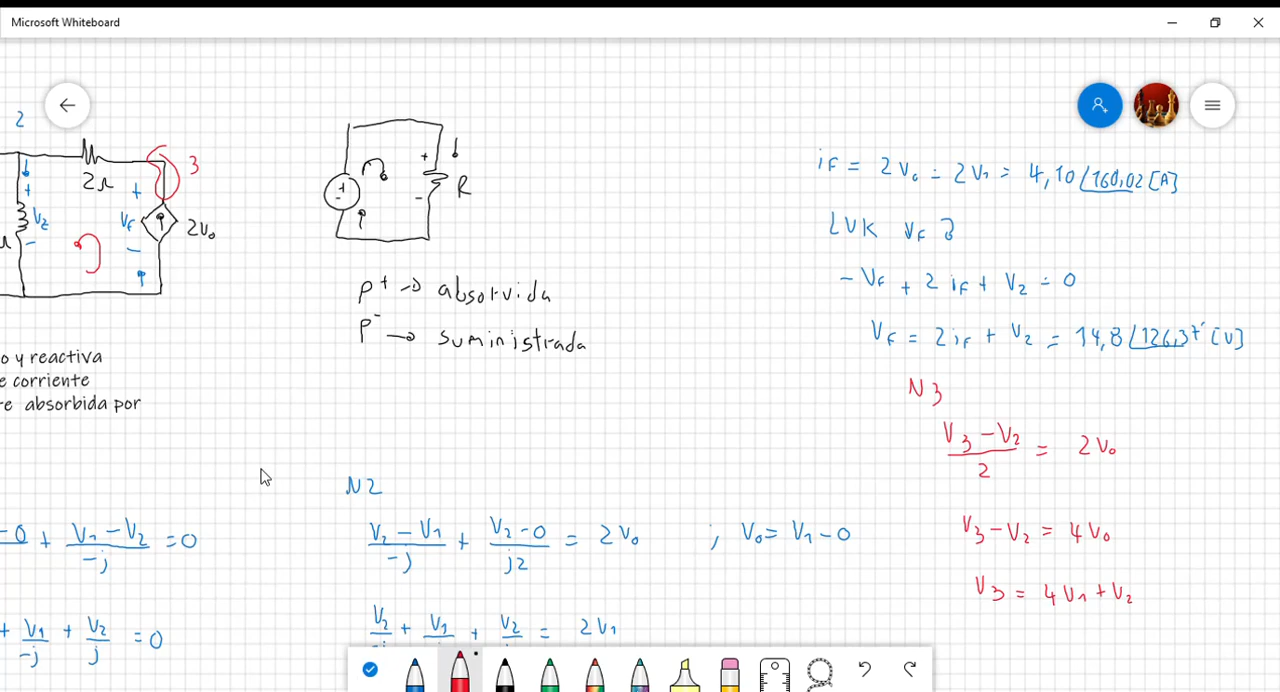 Microsoft Whiteboard
2
3
2Ω
+
+
V2
-
Vf
-
2Vo
+
-
+
-
R
P+ → absorvida
P- → suministrada
o y reactiva
e corriente
re absorbida por
-0 + (V1 - V2)/-j = 0
+ V1/-j + V2/j = 0
N2
(V2 - V1)/-j + (V2 - 0)/j2 = 2Vo ; Vo = V1 - 0
V2/-j + V1/ + V2/ = 2V1
if = 2Vo = 2V1 = 4,10/160,02 [A]
LVK Vf
-Vf + 2if + V2 = 0
Vf = 2if + V2 = 14,8/126,37° [V]
N3
(V3 - V2)/2 = 2Vo
V3 - V2 = 4Vo
V3 = 4V1 + V2